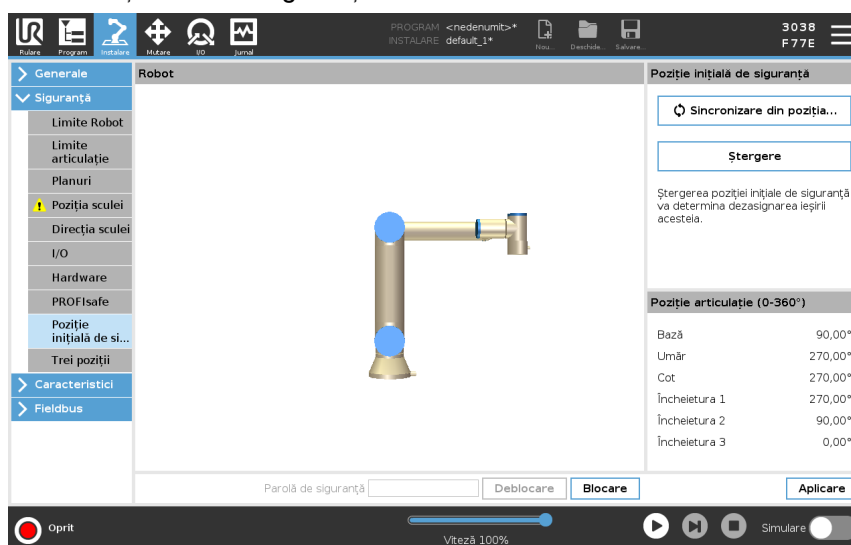 PROGRAM <nedenumit>*
INSTALARE default_1*
3038
F77E
Rulare
Program
Instalare
Mutare
I/O
Jurnal
Nou...
Deschide...
Salvare...
Generale
Siguranță
Limite Robot
Limite
articulație
Planuri
Poziția sculei
Direcția sculei
I/O
Hardware
PROFIsafe
Poziție
inițială de si...
Trei poziții
Caracteristici
Fieldbus
Robot
Poziție inițială de siguranță
Sincronizare din poziția...
Ștergere
Ștergerea poziției inițiale de siguranță
va determina dezasignarea ieșirii
acesteia.
Poziție articulație (0-360°)
Bază 90,00°
Umăr 270,00°
Cot 270,00°
Încheietura 1 270,00°
Încheietura 2 90,00°
Încheietura 3 0,00°
Parolă de siguranță
Deblocare
Blocare
Aplicare
Oprit
Viteză 100%
Simulare